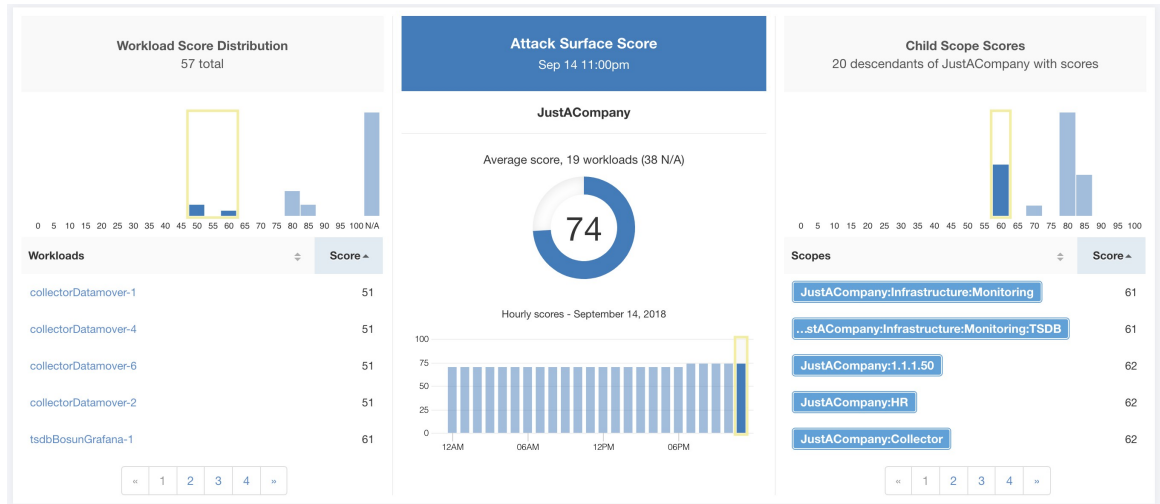 Workload Score Distribution
57 total
0 5 10 15 20 25 30 35 40 45 50 55 60 65 70 75 80 85 90 95 100 N/A
Workloads Score
collectorDatamover-1 51
collectorDatamover-4 51
collectorDatamover-6 51
collectorDatamover-2 51
tsdbBosunGrafana-1 61
« 1 2 3 4 »
Attack Surface Score
Sep 14 11:00pm
JustACompany
Average score, 19 workloads (38 N/A)
74
Hourly scores - September 14, 2018
100
75
50
25
0
12AM 06AM 12PM 06PM
Child Scope Scores
20 descendants of JustACompany with scores
0 5 10 15 20 25 30 35 40 45 50 55 60 65 70 75 80 85 90 95 100
Scopes Score
JustACompany:Infrastructure:Monitoring 61
...stACompany:Infrastructure:Monitoring:TSDB 61
JustACompany:1.1.1.50 62
JustACompany:HR 62
JustACompany:Collector 62
« 1 2 3 4 »